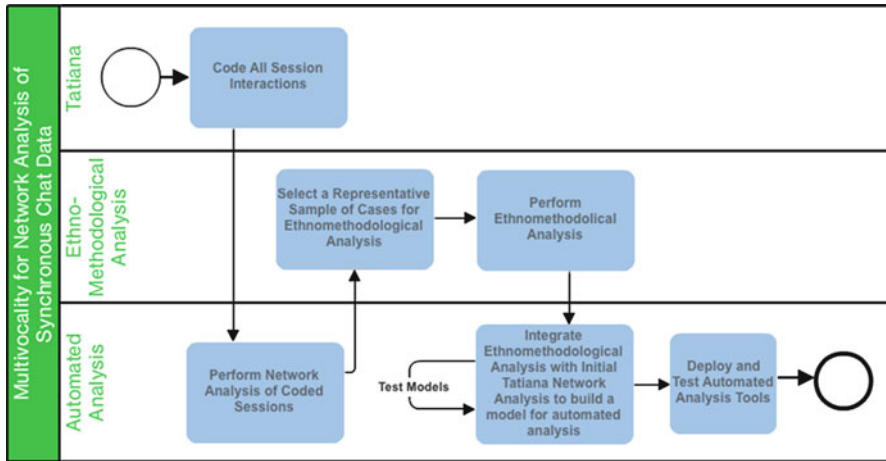 Multivocality for Network Analysis of
Synchronous Chat Data
Tatiana
Code All Session
Interactions
Ethno-
Methodological
Analysis
Select a Representative
Sample of Cases for
Ethnomethodological
Analysis
Perform
Ethnomethodolical
Analysis
Automated
Analysis
Perform Network
Analysis of Coded
Sessions
Test Models
Integrate
Ethnomethodological
Analysis with Initial
Tatiana Network
Analysis to build a
model for automated
analysis
Deploy and
Test Automated
Analysis Tools